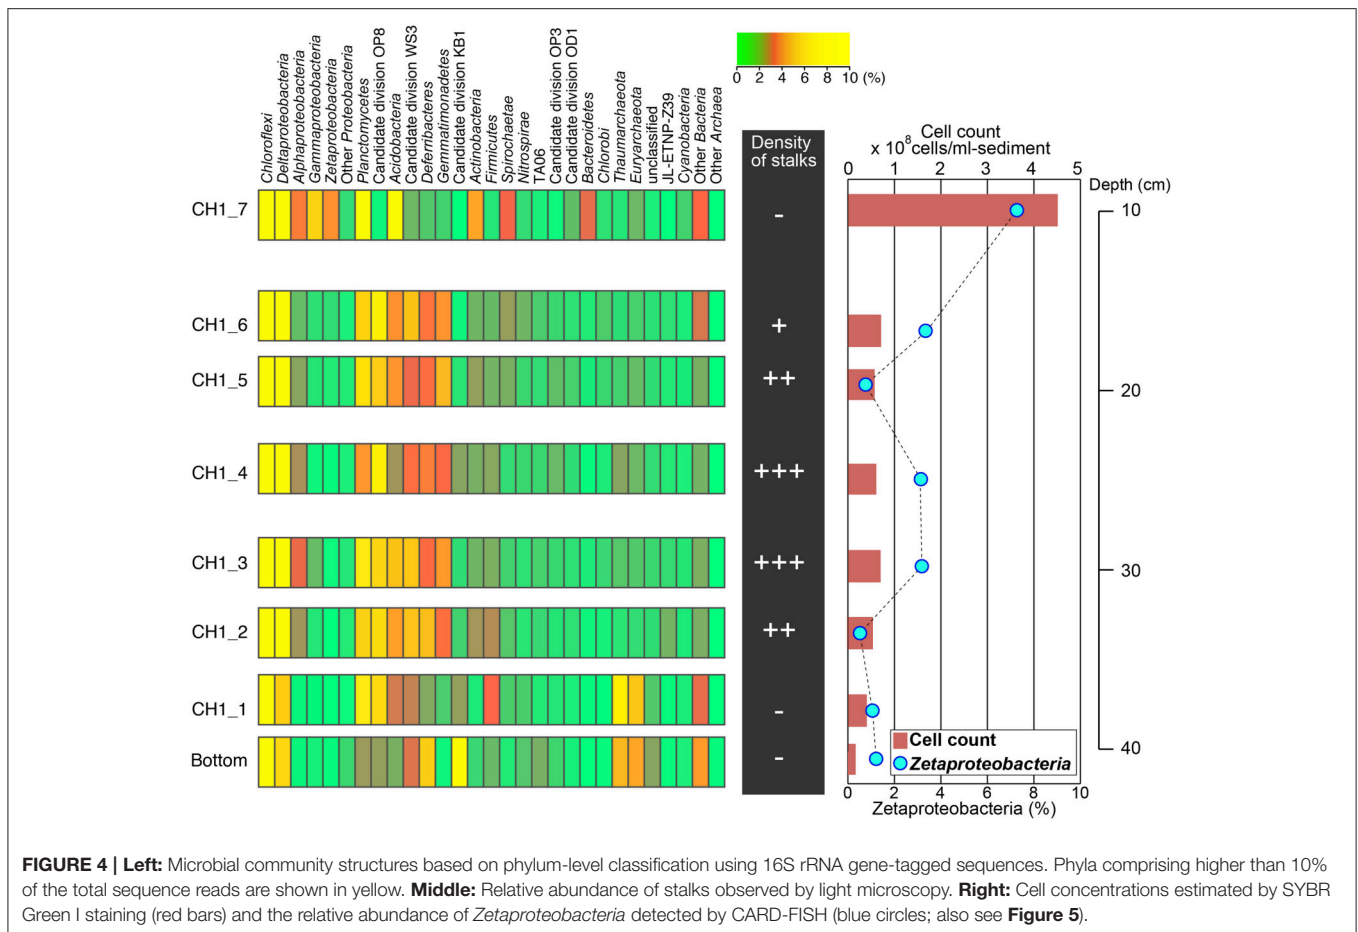 Chloroflexi
Deltaproteobacteria
Alphaproteobacteria
Gammaproteobacteria
Zetaproteobacteria
Other Proteobacteria
Planctomycetes
Candidate division OP8
Acidobacteria
Candidate division WS3
Deferribacteres
Gemmatimonadetes
Candidate division KB1
Actinobacteria
Firmicutes
Spirochaetae
Nitrospirae
TA06
Candidate division OP3
Candidate division OD1
Bacteroidetes
Chlorobi
Thaumarchaeota
Euryarchaeota
unclassified
JL-ETNP-Z39
Cyanobacteria
Other Bacteria
Other Archaea
0 2 4 6 8 10 (%)
CH1_7
CH1_6
CH1_5
CH1_4
CH1_3
CH1_2
CH1_1
Bottom
Density
of stalks
-
+
++
+++
+++
++
-
-
Cell count
x 10⁸cells/ml-sediment
0 1 2 3 4 5
Depth (cm)
10
20
30
40
Cell count
Zetaproteobacteria
0 2 4 6 8 10
Zetaproteobacteria (%)
FIGURE 4 | Left: Microbial community structures based on phylum-level classification using 16S rRNA gene-tagged sequences. Phyla comprising higher than 10%
of the total sequence reads are shown in yellow. Middle: Relative abundance of stalks observed by light microscopy. Right: Cell concentrations estimated by SYBR
Green I staining (red bars) and the relative abundance of Zetaproteobacteria detected by CARD-FISH (blue circles; also see Figure 5).